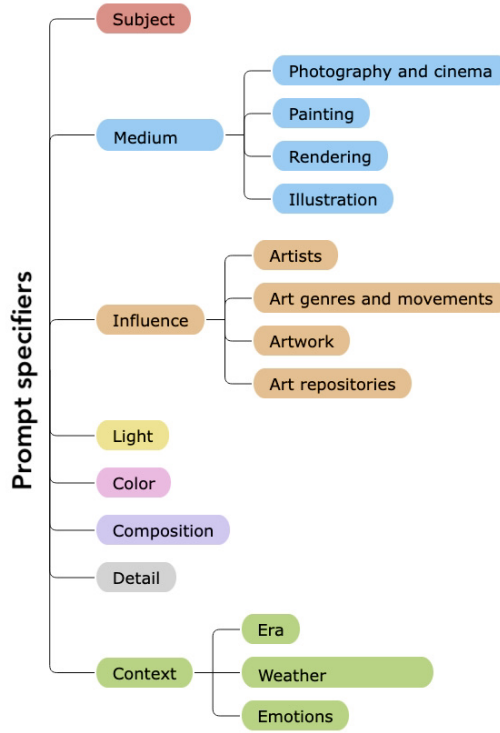 Prompt specifiers
Subject
Medium
Photography and cinema
Painting
Rendering
Illustration
Influence
Artists
Art genres and movements
Artwork
Art repositories
Light
Color
Composition
Detail
Context
Era
Weather
Emotions